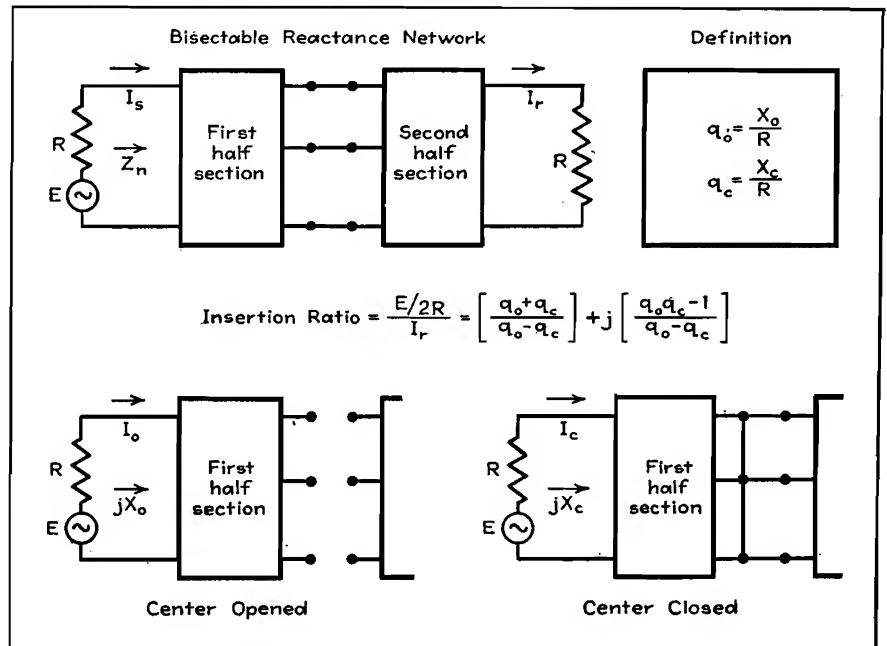 Bisectable Reactance Network
Definition
I_s
I_r
R
Z_n
E
First
half
section
Second
half
section
R
q_o = X_o/R
q_c = X_c/R
Insertion Ratio = (E/2R)/I_r = [(q_o+q_c)/(q_o-q_c)] + j[(q_oq_c-1)/(q_o-q_c)]
I_o
R
jX_o
E
First
half
section
Center Opened
I_c
R
jX_c
E
First
half
section
Center Closed